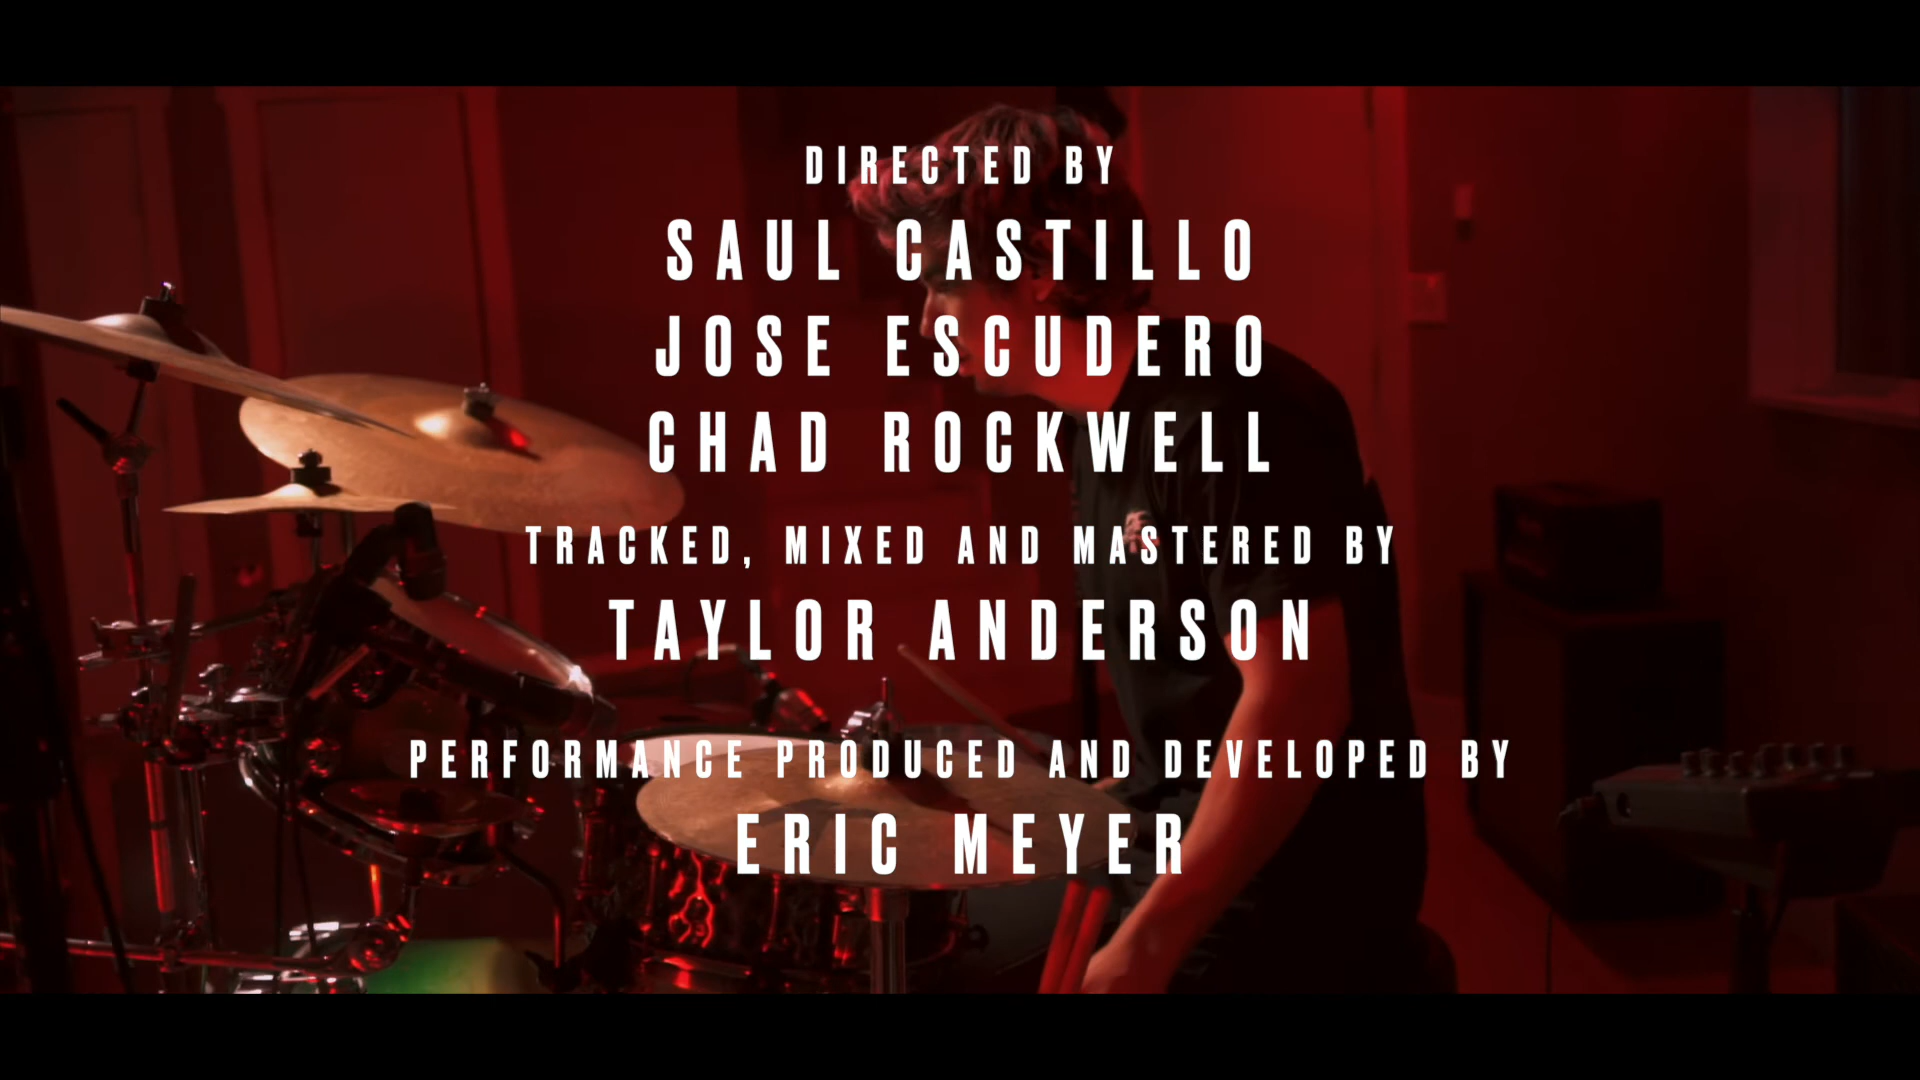 DIRECTED BY
SAUL CASTILLO
JOSE ESCUDERO
CHAD ROCKWELL
TRACKED, MIXED AND MASTERED BY
TAYLOR ANDERSON
PERFORMANCE PRODUCED AND DEVELOPED BY
ERIC MEYER